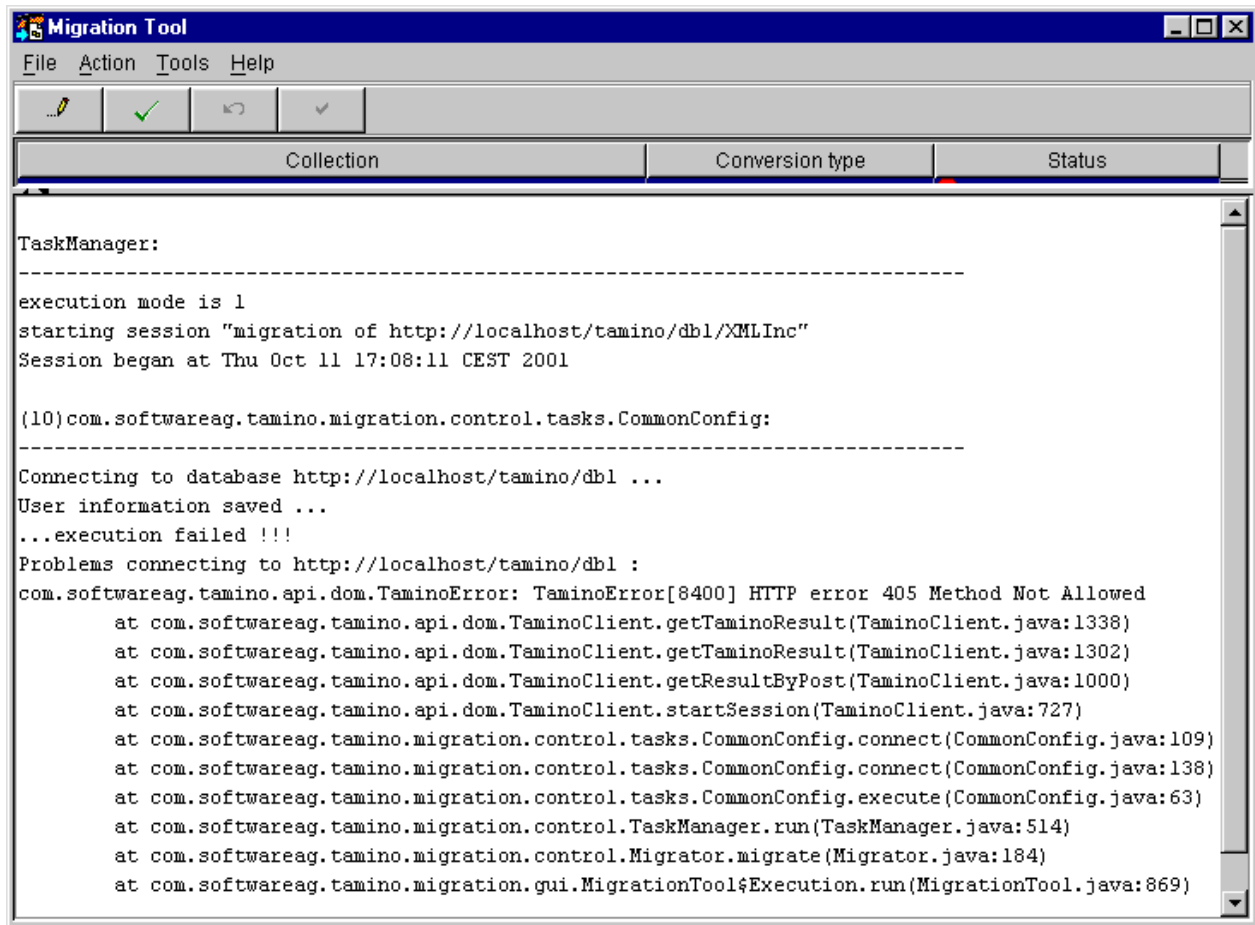 Migration Tool
File Action Tools Help
Collection Conversion type Status
TaskManager:
-------------------------------------------------------------------------------
execution mode is 1
starting session "migration of http://localhost/tamino/db1/XMLInc"
Session began at Thu Oct 11 17:08:11 CEST 2001
(10)com.softwareag.tamino.migration.control.tasks.CommonConfig:
-------------------------------------------------------------------------------
Connecting to database http://localhost/tamino/db1 ...
User information saved ...
...execution failed !!!
Problems connecting to http://localhost/tamino/db1 :
com.softwareag.tamino.api.dom.TaminoError: TaminoError[8400] HTTP error 405 Method Not Allowed
at com.softwareag.tamino.api.dom.TaminoClient.getTaminoResult(TaminoClient.java:1338)
at com.softwareag.tamino.api.dom.TaminoClient.getTaminoResult(TaminoClient.java:1302)
at com.softwareag.tamino.api.dom.TaminoClient.getResultByPost(TaminoClient.java:1000)
at com.softwareag.tamino.api.dom.TaminoClient.startSession(TaminoClient.java:727)
at com.softwareag.tamino.migration.control.tasks.CommonConfig.connect(CommonConfig.java:109)
at com.softwareag.tamino.migration.control.tasks.CommonConfig.connect(CommonConfig.java:138)
at com.softwareag.tamino.migration.control.tasks.CommonConfig.execute(CommonConfig.java:63)
at com.softwareag.tamino.migration.control.TaskManager.run(TaskManager.java:514)
at com.softwareag.tamino.migration.control.Migrator.migrate(Migrator.java:184)
at com.softwareag.tamino.migration.gui.MigrationTool$Execution.run(MigrationTool.java:869)